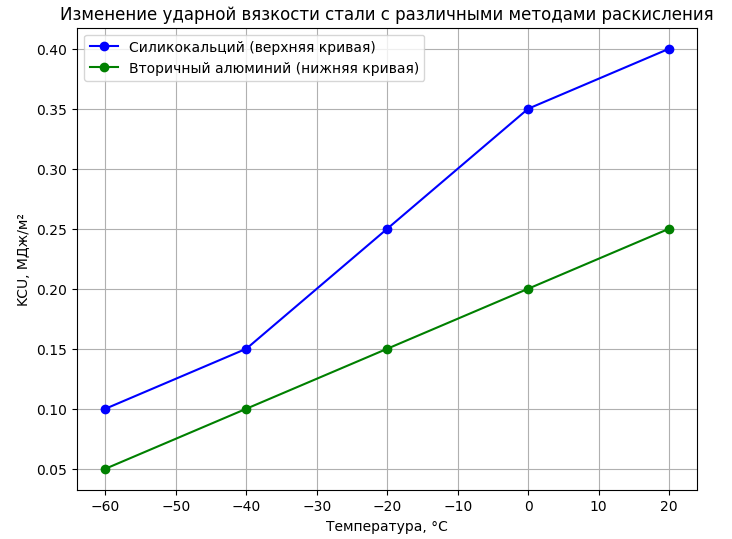 Изменение ударной вязкости стали с различными методами раскисления
Силикокальций (верхняя кривая)
Вторичный алюминий (нижняя кривая)
KCU, МДж/м²
0.40
0.35
0.30
0.25
0.20
0.15
0.10
0.05
−60 −50 −40 −30 −20 −10 0 10 20
Температура, °C